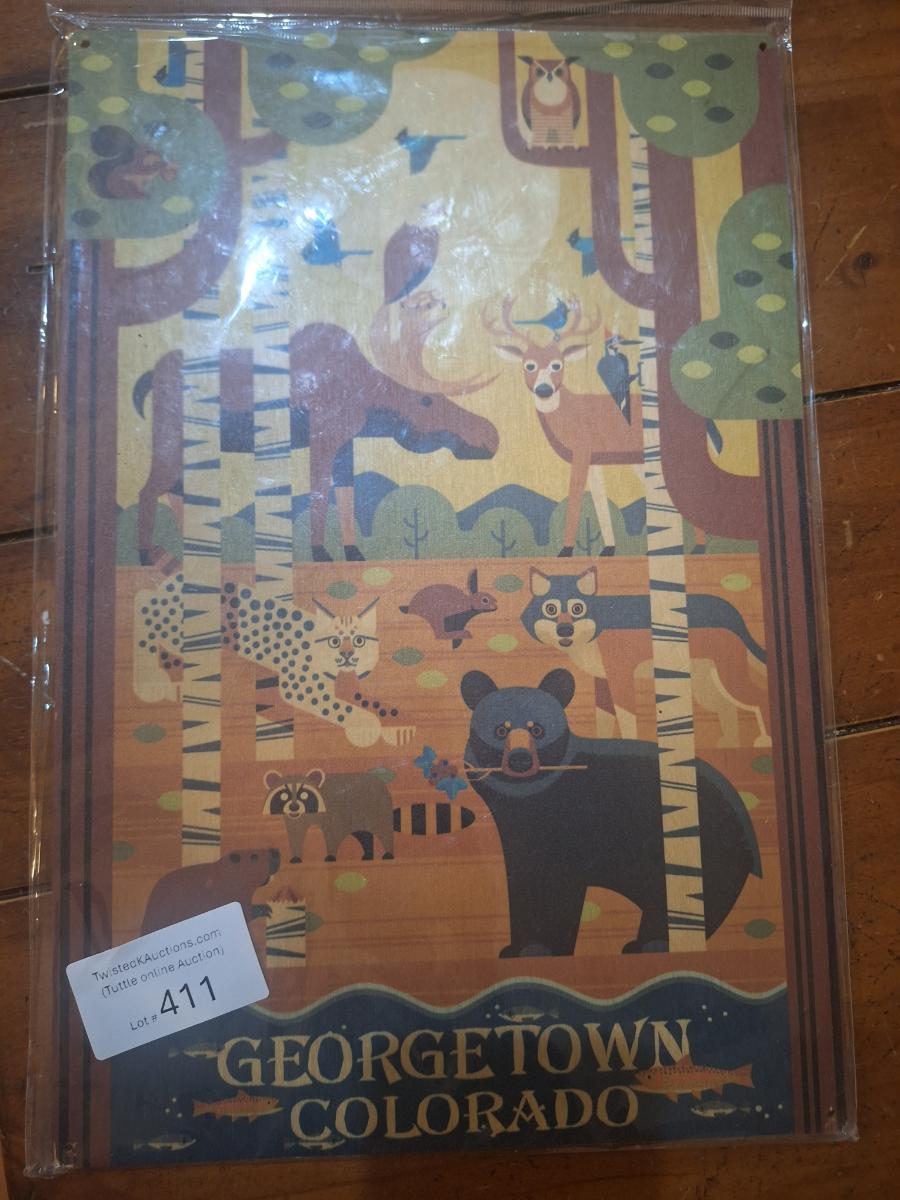 TwistedKAuctions.com
(Tuttle online Auction)
Lot # 411
GEORGETOWN
COLORADO